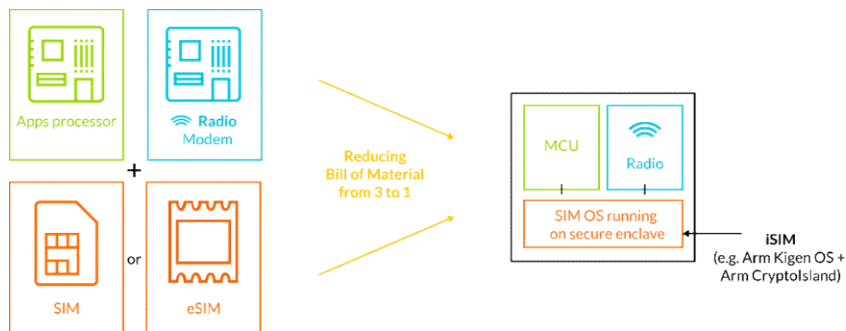 Apps processor
Radio
Modem
+
SIM
or
eSIM
Reducing
Bill of Material
from 3 to 1
MCU
Radio
SIM OS running
on secure enclave
iSIM
(e.g. Arm Kigen OS +
Arm CryptoIsland)